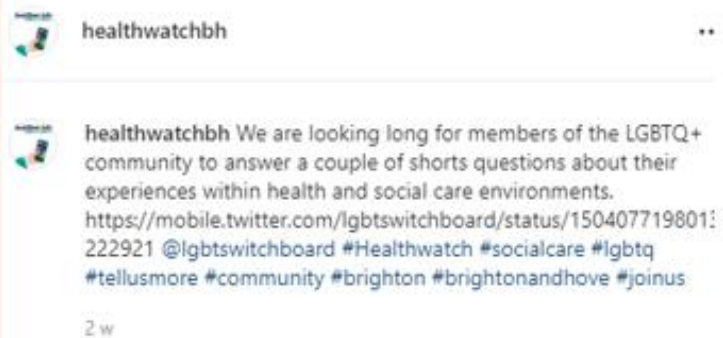 healthwatchbh
healthwatchbh We are looking long for members of the LGBTQ+
community to answer a couple of shorts questions about their
experiences within health and social care environments.
https://mobile.twitter.com/lgbtswitchboard/status/1504077198013
222921 @lgbtswitchboard #Healthwatch #socialcare #lgbtq
#tellusmore #community #brighton #brightonandhove #joinus
2 w